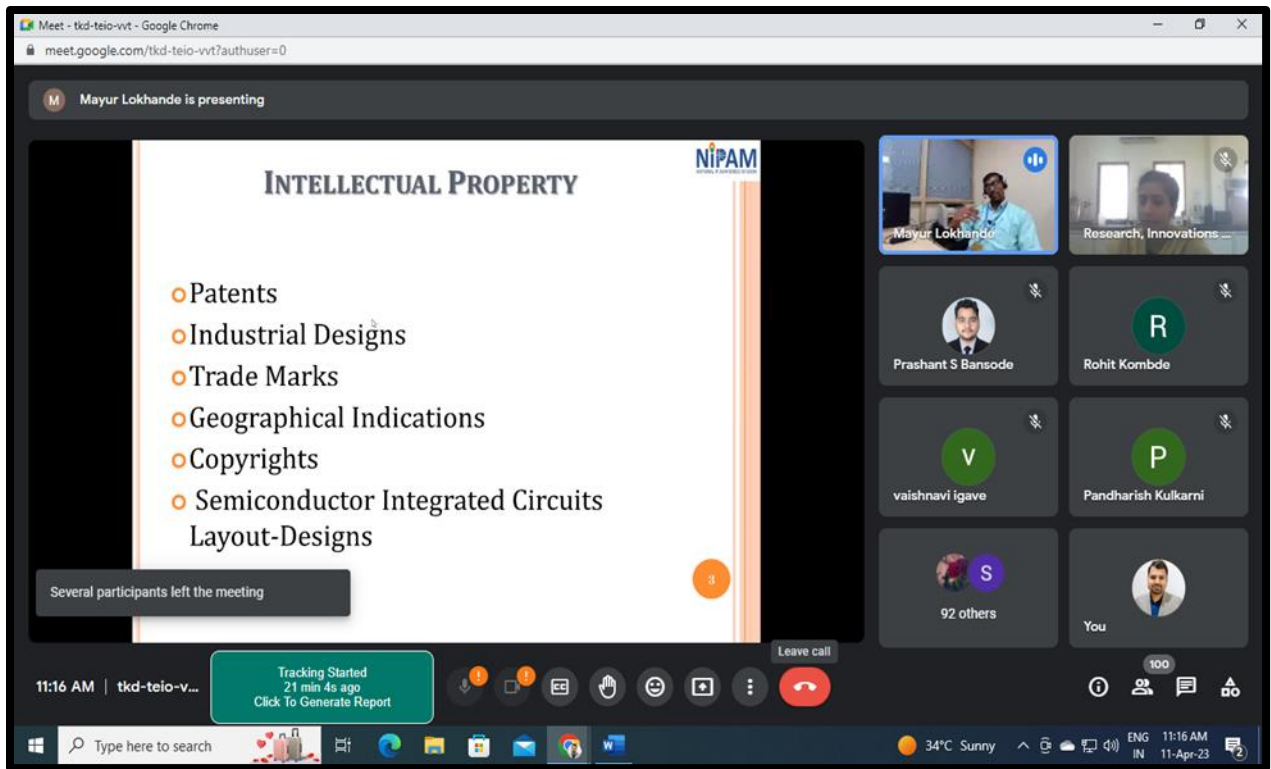 Meet - tkd-teio-vvt - Google Chrome
meet.google.com/tkd-teio-vvt?authuser=0
M Mayur Lokhande is presenting
INTELLECTUAL PROPERTY
NiPAM
Patents
Industrial Designs
Trade Marks
Geographical Indications
Copyrights
Semiconductor Integrated Circuits
Layout-Designs
3
Several participants left the meeting
Mayur Lokhande
Research, Innovations ...
Prashant S Bansode
R
Rohit Kombde
V
vaishnavi igave
P
Pandharish Kulkarni
S
92 others
You
Leave call
11:16 AM | tkd-teio-v...
Tracking Started
21 min 4s ago
Click To Generate Report
CC
100
Type here to search
W
34°C Sunny
ENG
IN
11:16 AM
11-Apr-23
2